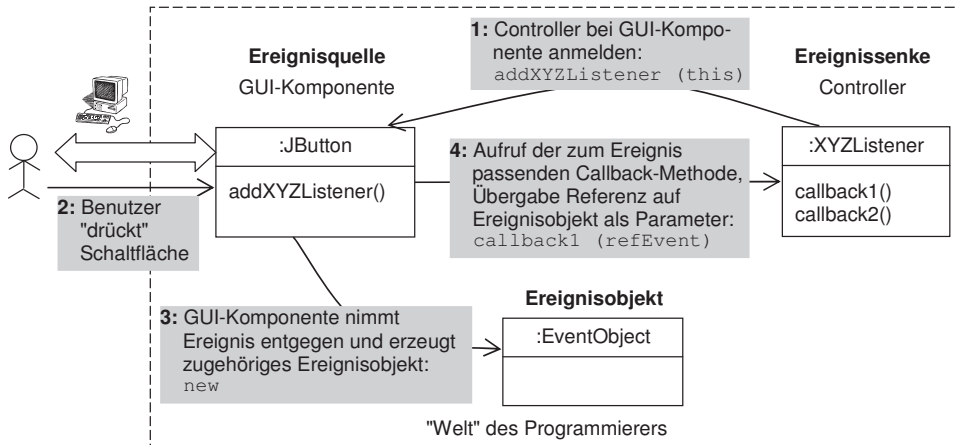 1: Controller bei GUI-Kompo-
nente anmelden:
addXYZListener (this)
Ereignisquelle
GUI-Komponente
Ereignissenke
Controller
:JButton
addXYZListener()
4: Aufruf der zum Ereignis
passenden Callback-Methode,
Übergabe Referenz auf
Ereignisobjekt als Parameter:
callback1 (refEvent)
:XYZListener
callback1()
callback2()
2: Benutzer
"drückt"
Schaltfläche
3: GUI-Komponente nimmt
Ereignis entgegen und erzeugt
zugehöriges Ereignisobjekt:
new
Ereignisobjekt
:EventObject
"Welt" des Programmierers